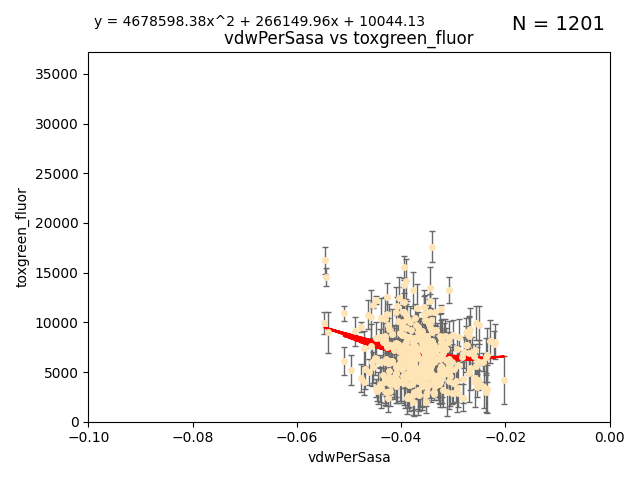 y = 4678598.38x^2 + 266149.96x + 10044.13
N = 1201
vdwPerSasa vs toxgreen_fluor
toxgreen_fluor
35000
30000
25000
20000
15000
10000
5000
0
−0.10
−0.08
−0.06
−0.04
−0.02
0.00
vdwPerSasa